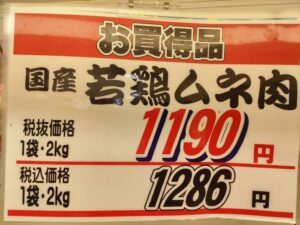 お買得品
国産 若鶏ムネ肉
税抜価格
1袋・2kg 1190円
税込価格
1袋・2kg 1286円